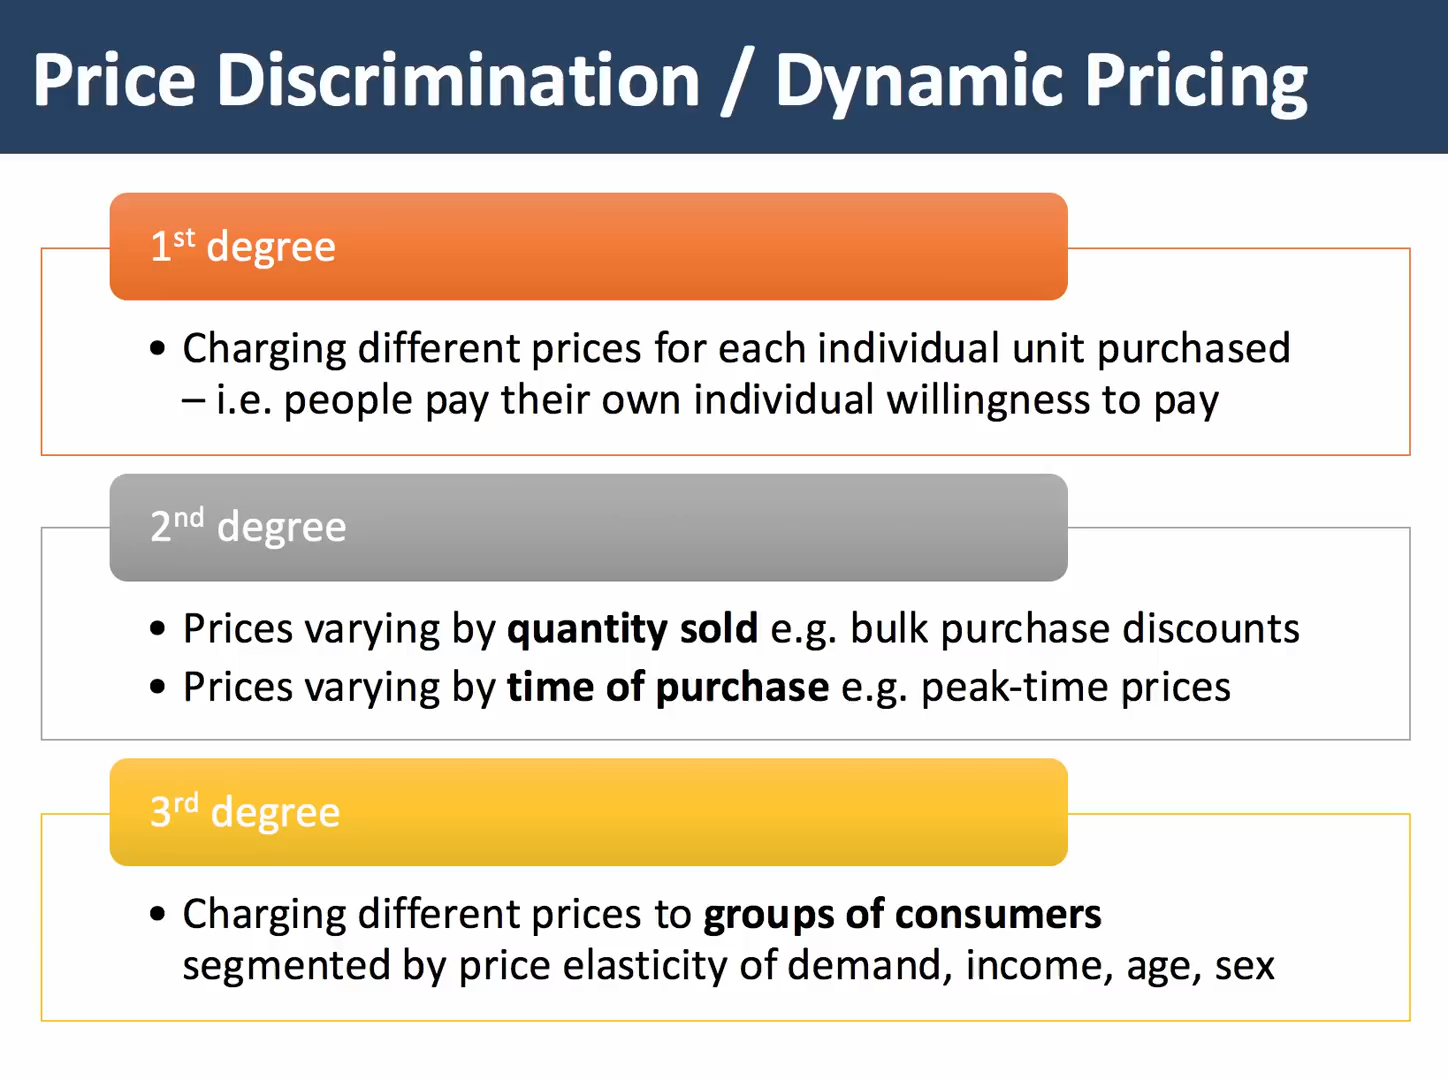 Price Discrimination / Dynamic Pricing
1st degree
• Charging different prices for each individual unit purchased
– i.e. people pay their own individual willingness to pay
2nd degree
• Prices varying by quantity sold e.g. bulk purchase discounts
• Prices varying by time of purchase e.g. peak-time prices
3rd degree
• Charging different prices to groups of consumers
segmented by price elasticity of demand, income, age, sex